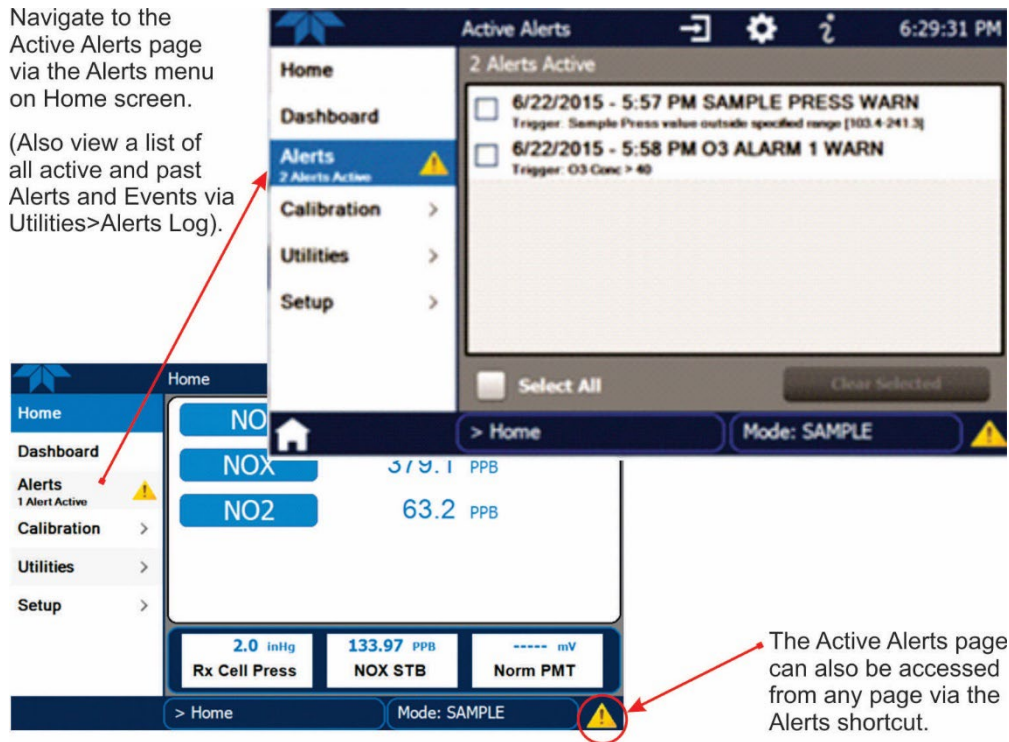 Navigate to the
Active Alerts page
via the Alerts menu
on Home screen.
(Also view a list of
all active and past
Alerts and Events via
Utilities>Alerts Log).
Active Alerts
6:29:31 PM
Home
Dashboard
Alerts
2 Alerts Active
Calibration >
Utilities >
Setup >
2 Alerts Active
6/22/2015 - 5:57 PM SAMPLE PRESS WARN
Trigger: Sample Press value outside specified range [103.4-241.3]
6/22/2015 - 5:58 PM O3 ALARM 1 WARN
Trigger: O3 Conc > 40
Select All
Clear Selected
> Home
Mode: SAMPLE
Home
Home
Dashboard
Alerts
1 Alert Active
Calibration >
Utilities >
Setup >
NO
NOX 379.1 PPB
NO2 63.2 PPB
2.0 inHg
Rx Cell Press
133.97 PPB
NOX STB
----- mV
Norm PMT
> Home
Mode: SAMPLE
The Active Alerts page
can also be accessed
from any page via the
Alerts shortcut.